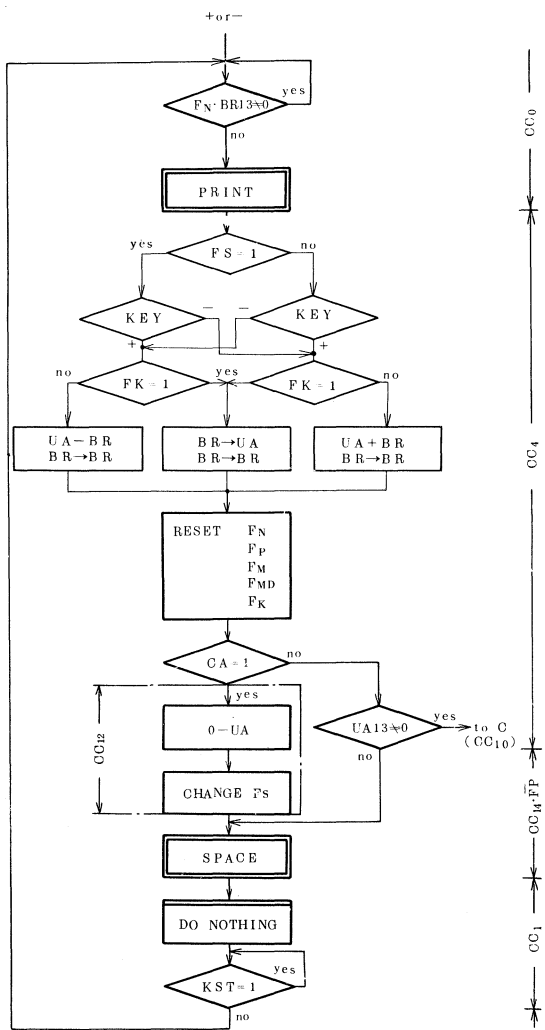 +or−
yes
FN·BR13≠0
no
CC0
PRINT
yes
FS=1
no
KEY
−
−
KEY
+
+
no
FK=1
yes
FK=1
no
UA−BR
BR→BR
BR→UA
BR→BR
UA+BR
BR→BR
CC4
RESET FN
FP
FM
FMD
FK
CA=1
no
yes
CC12
0−UA
UA13≠0
yes
to C
(CC10)
no
CHANGE Fs
CC14·F̄P
SPACE
DO NOTHING
CC1
yes
KST=1
no